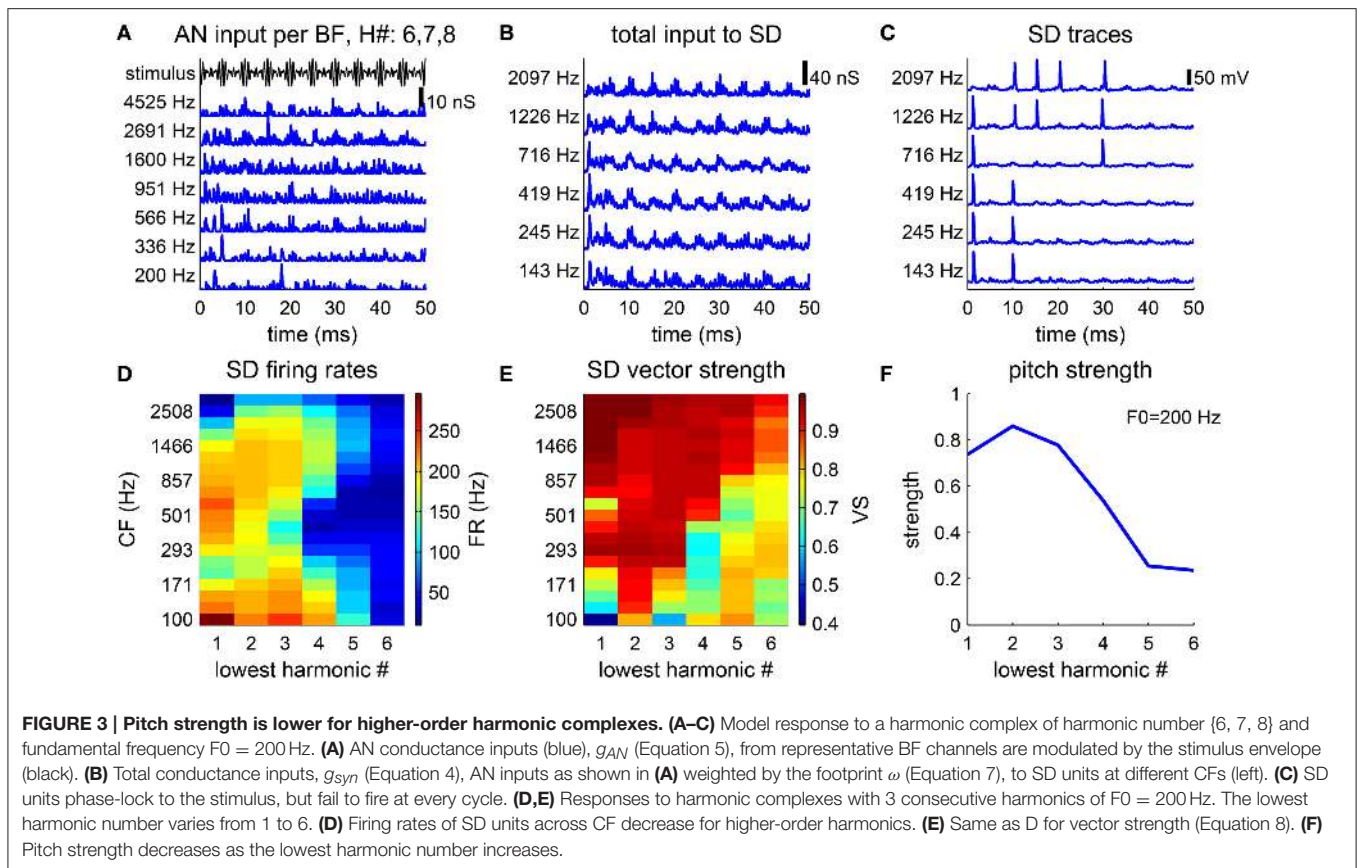 A AN input per BF, H#: 6,7,8
stimulus
4525 Hz
10 nS
2691 Hz
1600 Hz
951 Hz
566 Hz
336 Hz
200 Hz
0 10 20 30 40 50
time (ms)
B total input to SD
2097 Hz
40 nS
1226 Hz
716 Hz
419 Hz
245 Hz
143 Hz
0 10 20 30 40 50
time (ms)
C SD traces
2097 Hz
50 mV
1226 Hz
716 Hz
419 Hz
245 Hz
143 Hz
0 10 20 30 40 50
time (ms)
D SD firing rates
CF (Hz)
2508
1466
857
501
293
171
100
1 2 3 4 5 6
lowest harmonic #
250
200
150
100
50
FR (Hz)
E SD vector strength
2508
1466
857
501
293
171
100
1 2 3 4 5 6
lowest harmonic #
0.9
0.8
0.7
0.6
0.5
0.4
VS
F pitch strength
F0=200 Hz
strength
1
0.8
0.6
0.4
0.2
0
1 2 3 4 5 6
lowest harmonic #
FIGURE 3 | Pitch strength is lower for higher-order harmonic complexes. (A–C) Model response to a harmonic complex of harmonic number {6, 7, 8} and
fundamental frequency F0 = 200 Hz. (A) AN conductance inputs (blue), gAN (Equation 5), from representative BF channels are modulated by the stimulus envelope
(black). (B) Total conductance inputs, gsyn (Equation 4), AN inputs as shown in (A) weighted by the footprint ω (Equation 7), to SD units at different CFs (left). (C) SD
units phase-lock to the stimulus, but fail to fire at every cycle. (D,E) Responses to harmonic complexes with 3 consecutive harmonics of F0 = 200 Hz. The lowest
harmonic number varies from 1 to 6. (D) Firing rates of SD units across CF decrease for higher-order harmonics. (E) Same as D for vector strength (Equation 8). (F)
Pitch strength decreases as the lowest harmonic number increases.